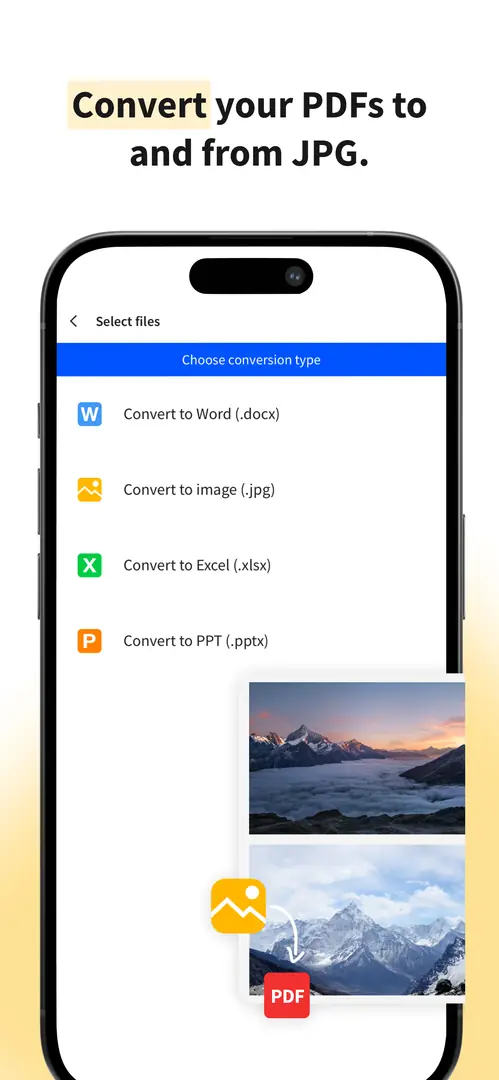 Convert your PDFs to
and from JPG.
Select files
Choose conversion type
W
Convert to Word (.docx)
Convert to image (.jpg)
X
Convert to Excel (.xlsx)
P
Convert to PPT (.pptx)
PDF